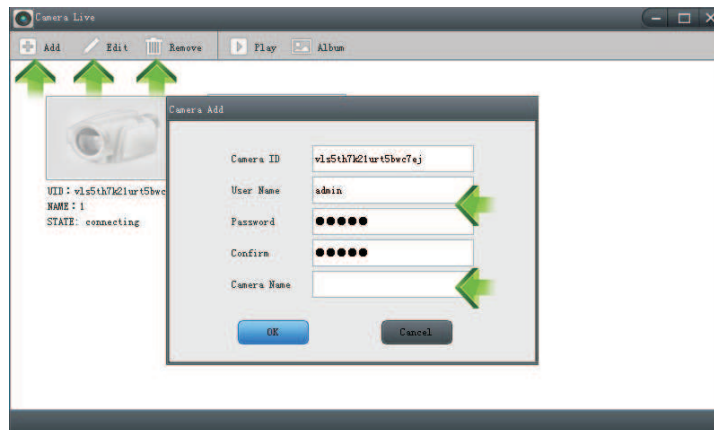 Camera Live
Add Edit Remove Play Album
Camera Add
Camera ID vls5th7k21urt5bwc7ej
User Name admin
Password ●●●●●
Confirm ●●●●●
Camera Name
OK Cancel
UID：vls5th7k21urt5bwc
NAME：1
STATE: connecting